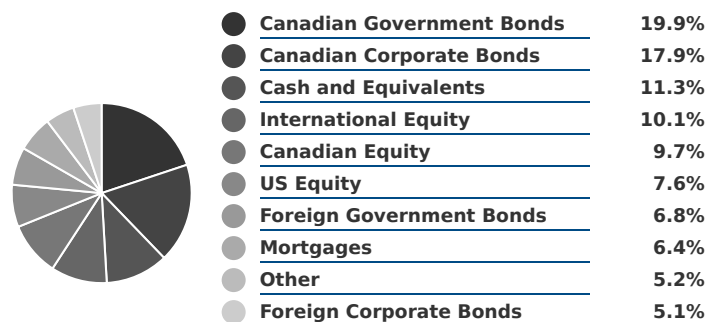 Canadian Government Bonds 19.9%
Canadian Corporate Bonds 17.9%
Cash and Equivalents 11.3%
International Equity 10.1%
Canadian Equity 9.7%
US Equity 7.6%
Foreign Government Bonds 6.8%
Mortgages 6.4%
Other 5.2%
Foreign Corporate Bonds 5.1%